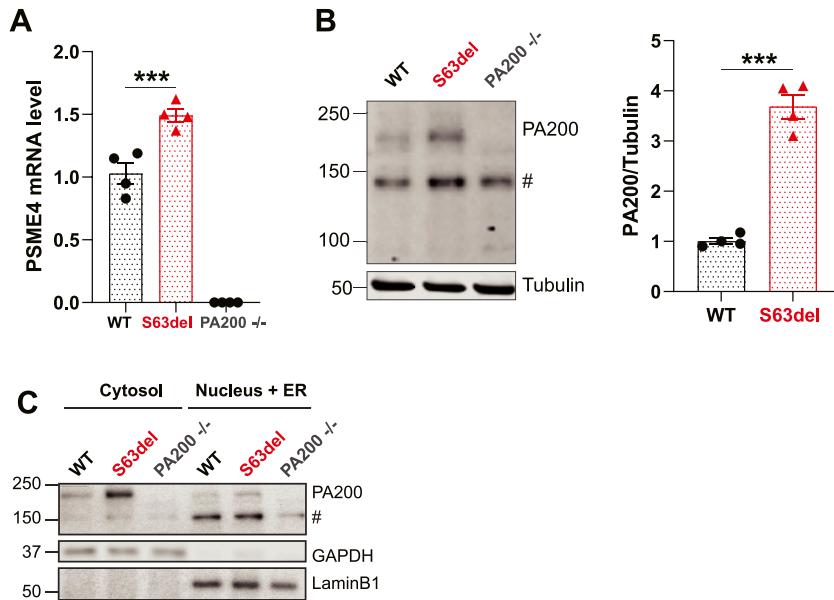 A
PSME4 mRNA level
2.0
1.5
1.0
0.5
0.0
***
WT
S63del
PA200 -/-
B
WT
S63del
PA200 -/-
250
150
100
50
PA200
#
Tubulin
PA200/Tubulin
5
4
3
2
1
0
***
WT
S63del
C
Cytosol
Nucleus + ER
WT
S63del
PA200 -/-
WT
S63del
PA200 -/-
250
150
37
50
PA200
#
GAPDH
LaminB1